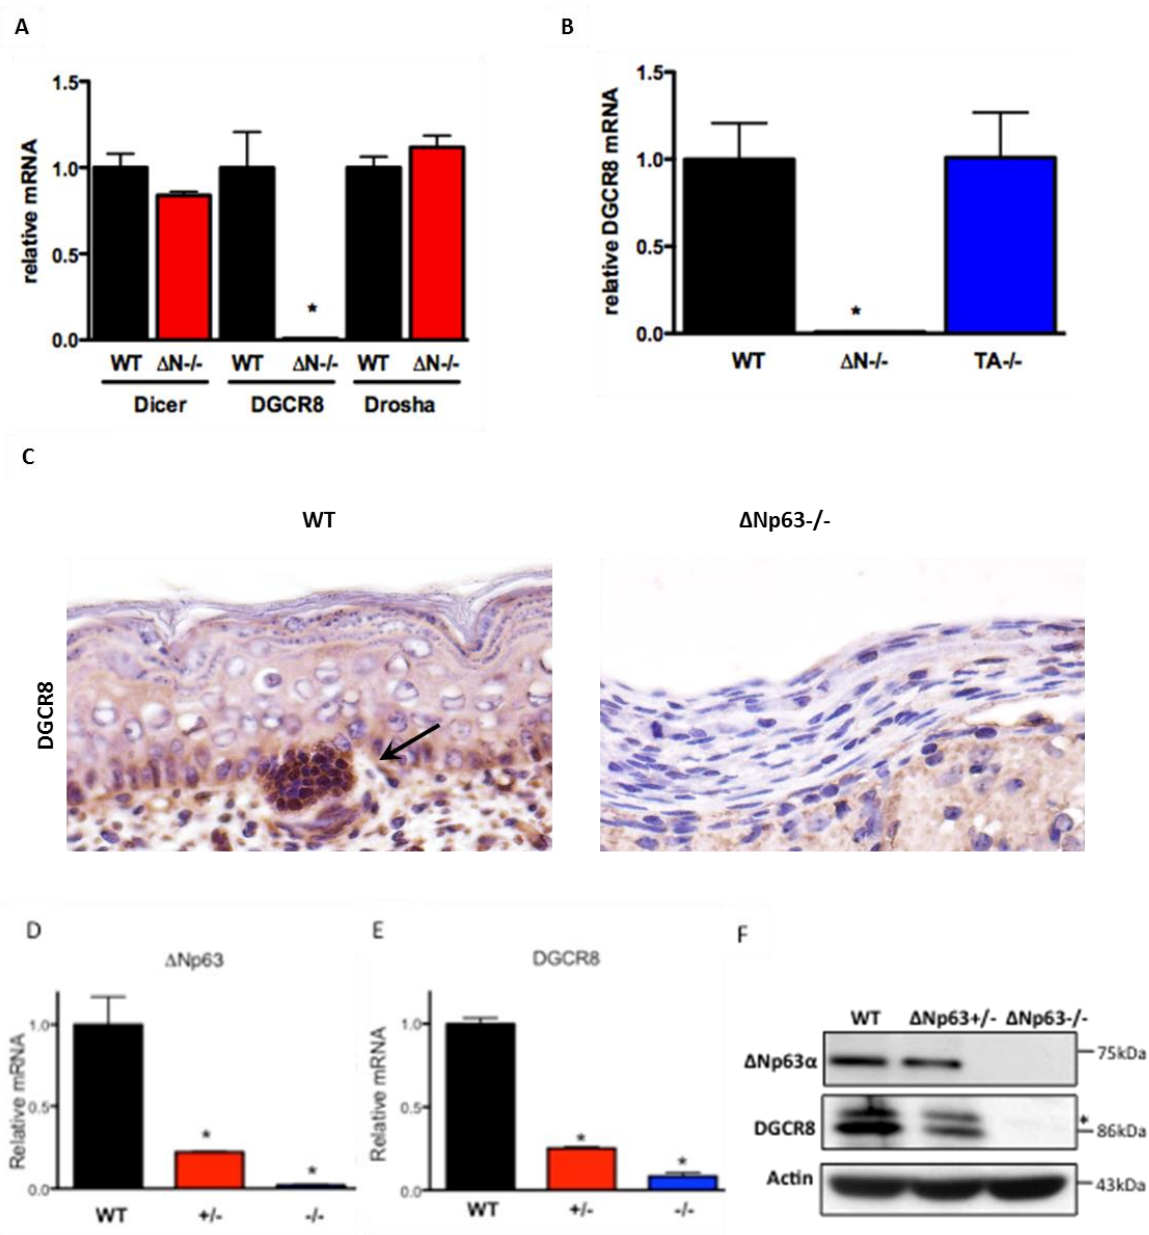 A
1.5
1.0
0.5
0.0
relative mRNA
*
WT ΔN-/- WT ΔN-/- WT ΔN-/-
Dicer DGCR8 Drosha
B
1.5
1.0
0.5
0.0
relative DGCR8 mRNA
*
WT ΔN-/- TA-/-
C
WT ΔNp63-/-
DGCR8
D
ΔNp63
1.0
0.5
0.0
Relative mRNA
*
*
WT +/- -/-
E
DGCR8
1.0
0.5
0.0
Relative mRNA
*
*
WT +/- -/-
F
WT ΔNp63+/- ΔNp63-/-
ΔNp63α 75kDa
*
DGCR8 86kDa
Actin 43kDa